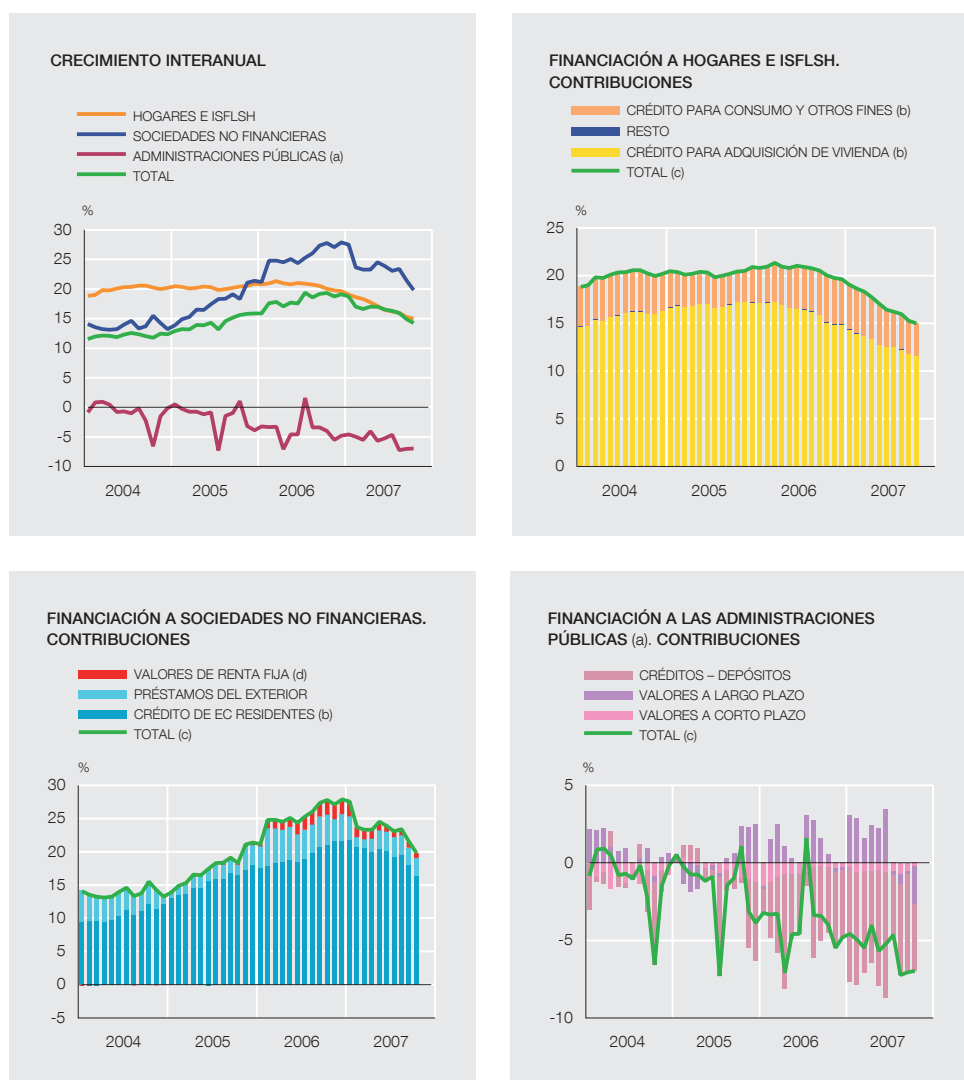 CRECIMIENTO INTERANUAL
HOGARES E ISFLSH
SOCIEDADES NO FINANCIERAS
ADMINISTRACIONES PÚBLICAS (a)
TOTAL
%
30
25
20
15
10
5
0
-5
-10
2004 2005 2006 2007
FINANCIACIÓN A HOGARES E ISFLSH.
CONTRIBUCIONES
CRÉDITO PARA CONSUMO Y OTROS FINES (b)
RESTO
CRÉDITO PARA ADQUISICIÓN DE VIVIENDA (b)
TOTAL (c)
%
25
20
15
10
5
0
2004 2005 2006 2007
FINANCIACIÓN A SOCIEDADES NO FINANCIERAS.
CONTRIBUCIONES
VALORES DE RENTA FIJA (d)
PRÉSTAMOS DEL EXTERIOR
CRÉDITO DE EC RESIDENTES (b)
TOTAL (c)
%
30
25
20
15
10
5
0
-5
2004 2005 2006 2007
FINANCIACIÓN A LAS ADMINISTRACIONES
PÚBLICAS (a). CONTRIBUCIONES
CRÉDITOS – DEPÓSITOS
VALORES A LARGO PLAZO
VALORES A CORTO PLAZO
TOTAL (c)
%
5
0
-5
-10
2004 2005 2006 2007